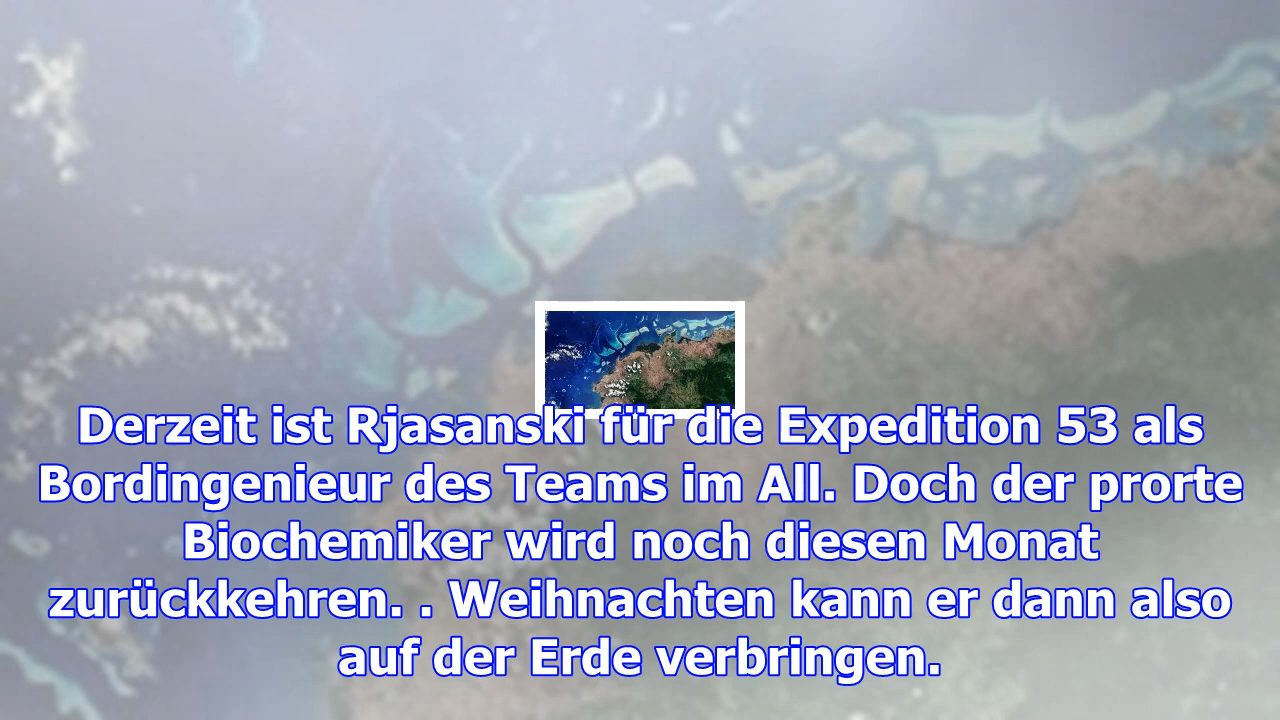 Derzeit ist Rjasanski für die Expedition 53 als
Bordingenieur des Teams im All. Doch der prorte
Biochemiker wird noch diesen Monat
zurückkehren. . Weihnachten kann er dann also
auf der Erde verbringen.